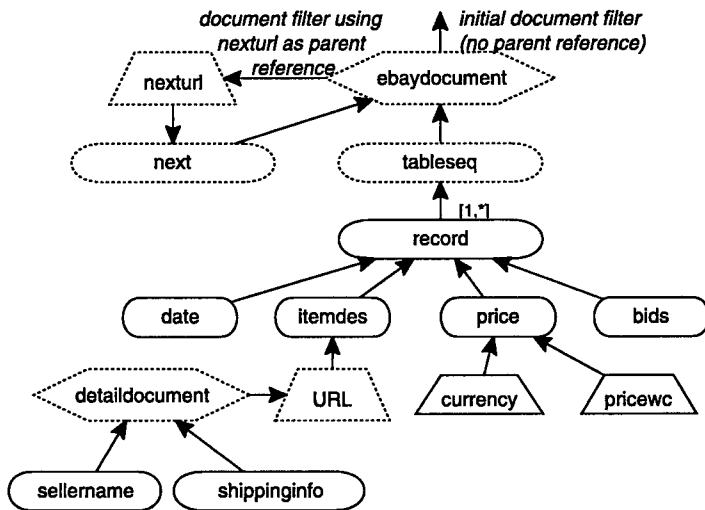 document filter using
nexturl as parent
reference
initial document filter
(no parent reference)
nexturl
ebaydocument
next
tableseq
[1,*]
record
date
itemdes
price
bids
detaildocument
URL
currency
pricewc
sellername
shippinginfo